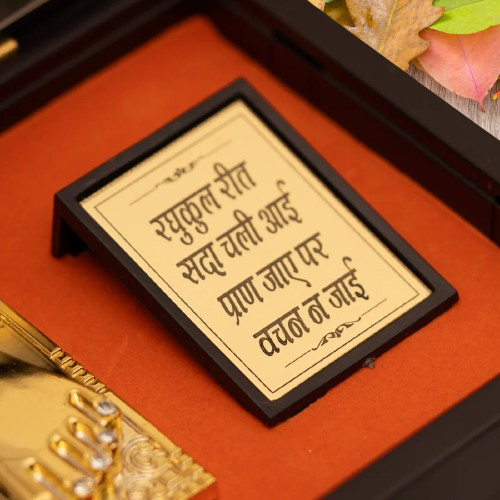 रघुकुल रीत
सदा चली आई
प्राण जाए पर
वचन न जाई